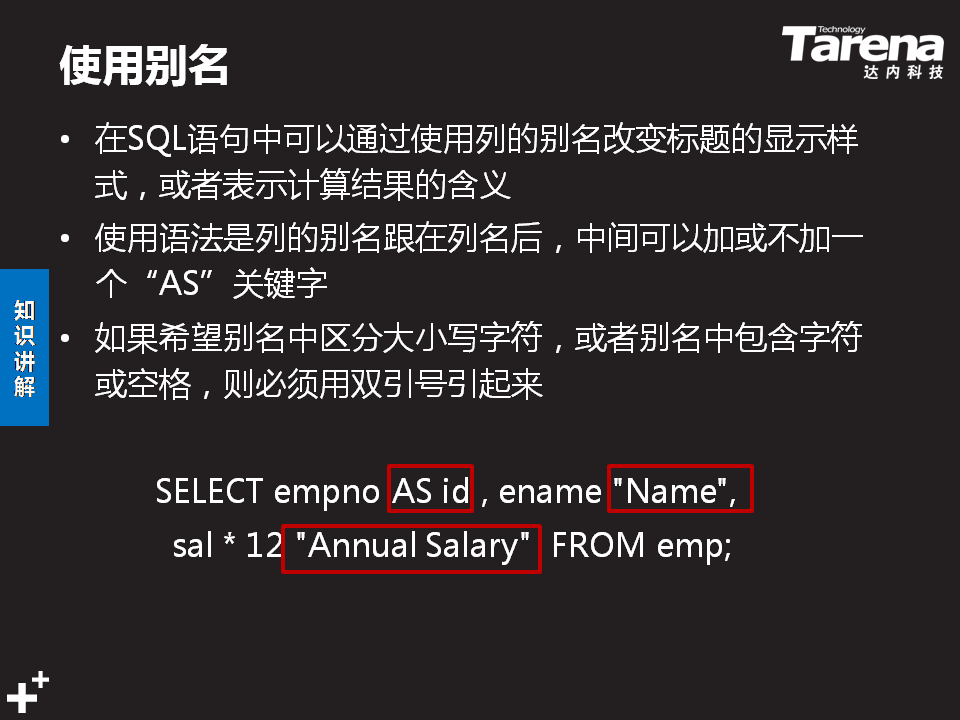 使用别名
Technology
Tarena
达内科技
• 在SQL语句中可以通过使用列的别名改变标题的显示样
式，或者表示计算结果的含义
• 使用语法是列的别名跟在列名后，中间可以加或不加一
个“AS”关键字
• 如果希望别名中区分大小写字符，或者别名中包含字符
或空格，则必须用双引号引起来
知
识
讲
解
SELECT empno AS id , ename "Name",
sal * 12 "Annual Salary" FROM emp;